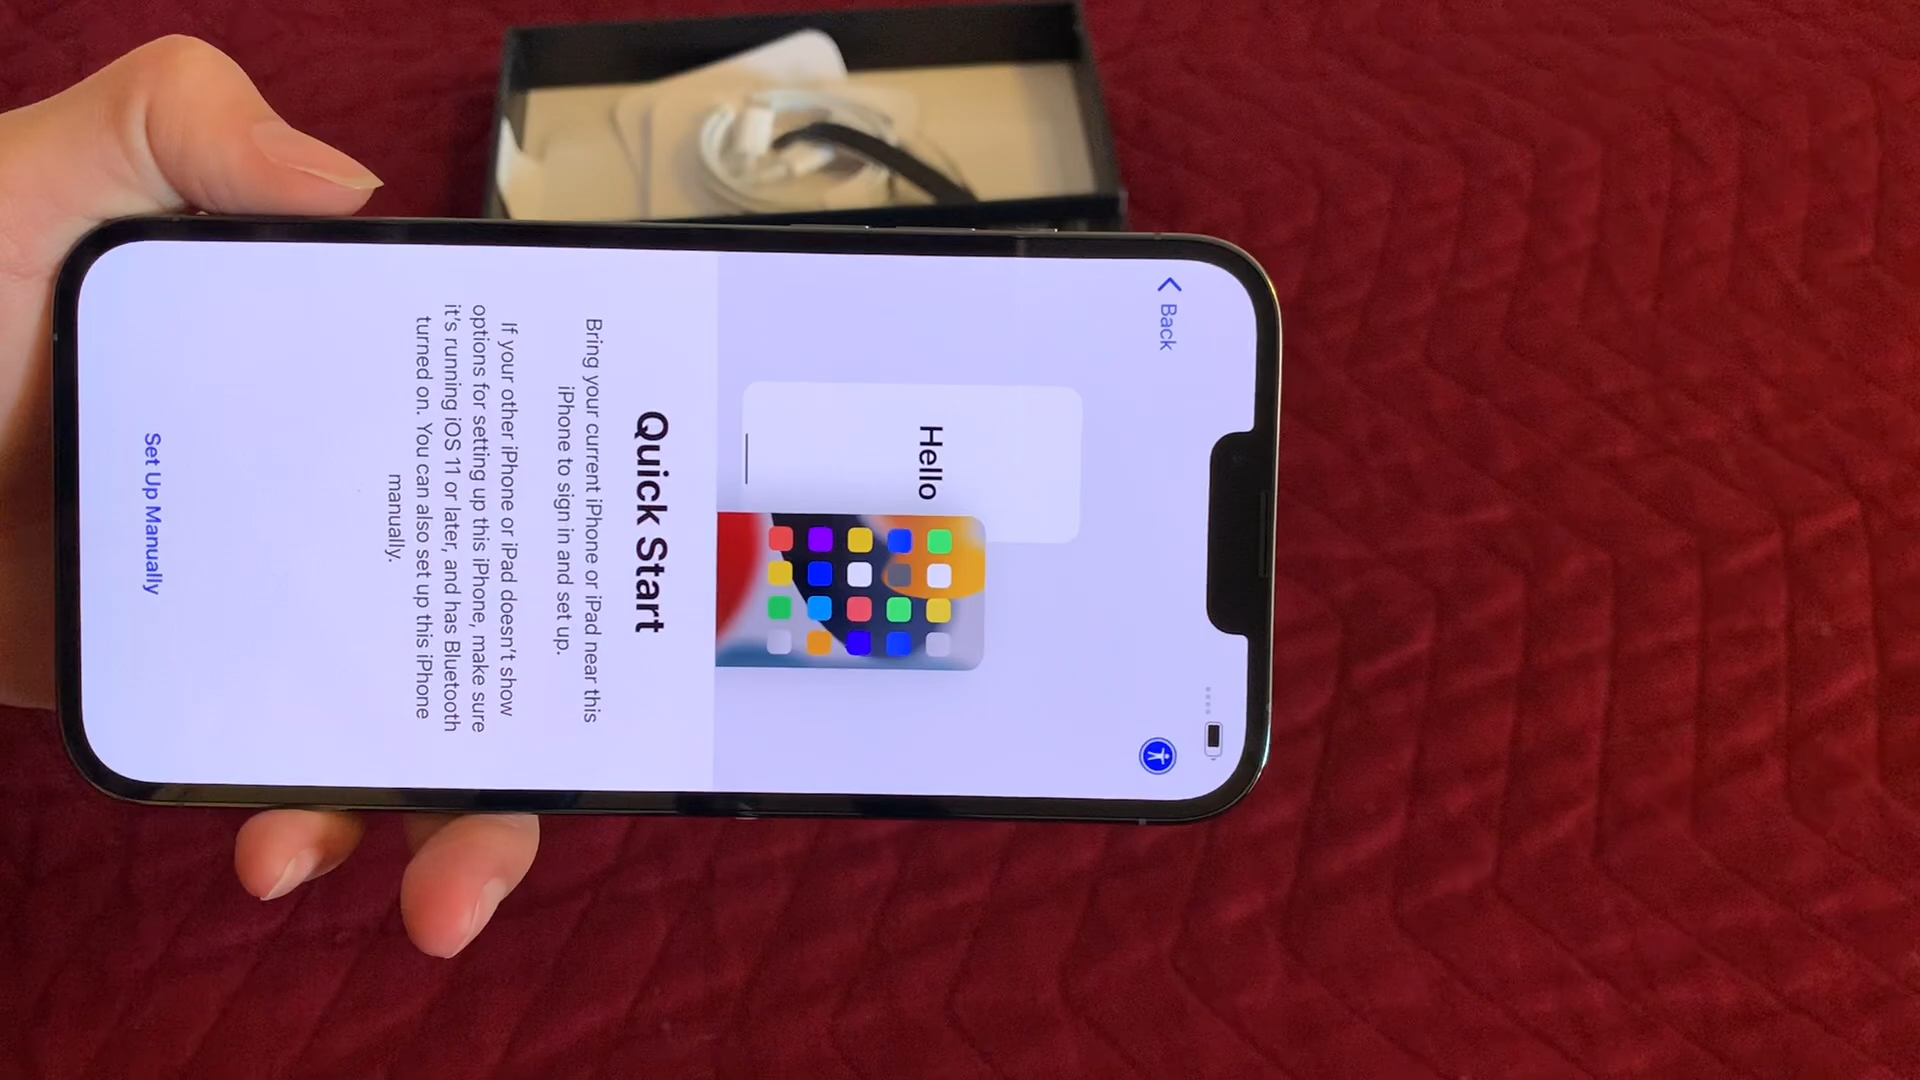 Back
Hello
Quick Start
Bring your current iPhone or iPad near this
iPhone to sign in and set up.
If your other iPhone or iPad doesn't show
options for setting up this iPhone, make sure
it's running iOS 11 or later, and has Bluetooth
turned on. You can also set up this iPhone
manually.
Set Up Manually